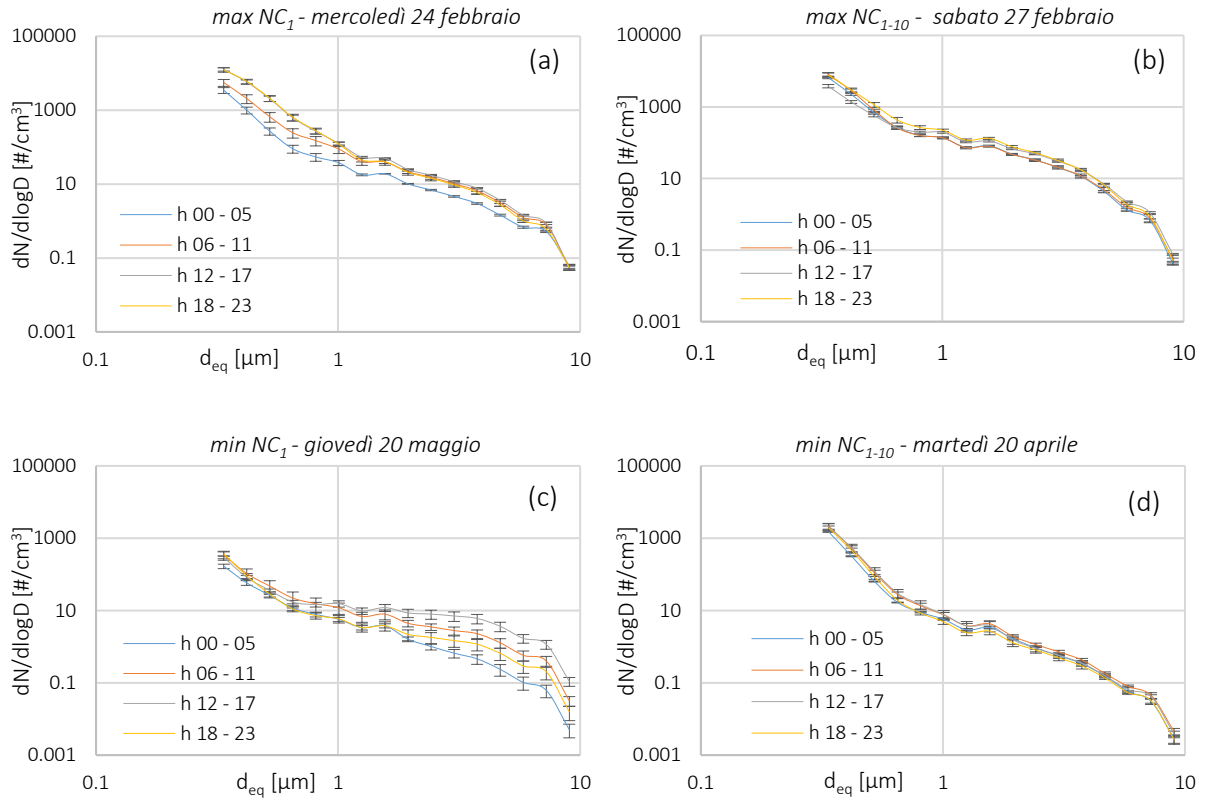 max NC1 - mercoledì 24 febbraio
(a)
dN/dlogD [#/cm³]
100000
1000
10
0.1
0.001
h 00 - 05
h 06 - 11
h 12 - 17
h 18 - 23
0.1
1
10
deq [µm]
max NC1-10 - sabato 27 febbraio
(b)
dN/dlogD [#/cm³]
100000
1000
10
0.1
0.001
h 00 - 05
h 06 - 11
h 12 - 17
h 18 - 23
0.1
1
10
deq [µm]
min NC1 - giovedì 20 maggio
(c)
dN/dlogD [#/cm³]
100000
1000
10
0.1
0.001
h 00 - 05
h 06 - 11
h 12 - 17
h 18 - 23
0.1
1
10
deq [µm]
min NC1-10 - martedì 20 aprile
(d)
dN/dlogD [#/cm³]
100000
1000
10
0.1
0.001
h 00 - 05
h 06 - 11
h 12 - 17
h 18 - 23
0.1
1
10
deq [µm]